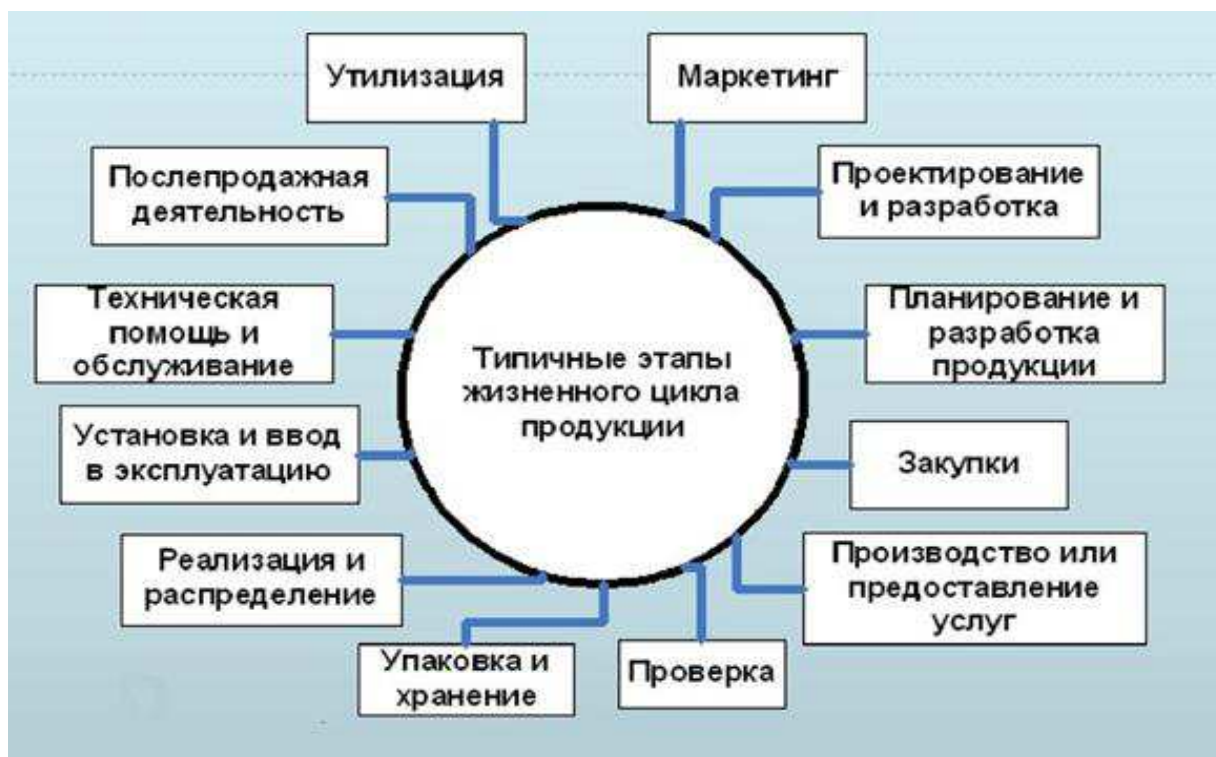 Утилизация
Маркетинг
Послепродажная
деятельность
Проектирование
и разработка
Техническая
помощь и
обслуживание
Планирование и
разработка
продукции
Типичные этапы
жизненного цикла
продукции
Установка и ввод
в эксплуатацию
Закупки
Реализация и
распределение
Производство или
предоставление
услуг
Упаковка и
хранение
Проверка